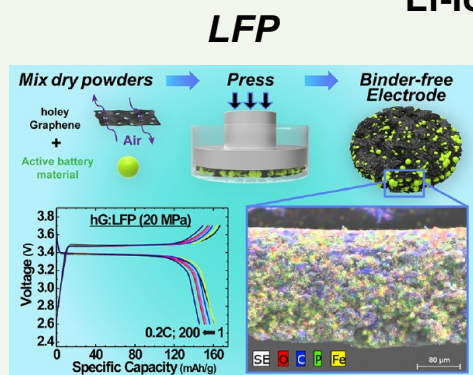 LFP
Mix dry powders
Press
Binder-free
Electrode
holey
Graphene
+
Active battery
material
Air
hG:LFP (20 MPa)
Voltage (V)
3.8
3.6
3.4
3.2
3.0
2.8
2.6
2.4
0.2C; 200 ⬅ 1
0 40 80 120 160
Specific Capacity (mAh/g)
SE O C P Fe
80 µm